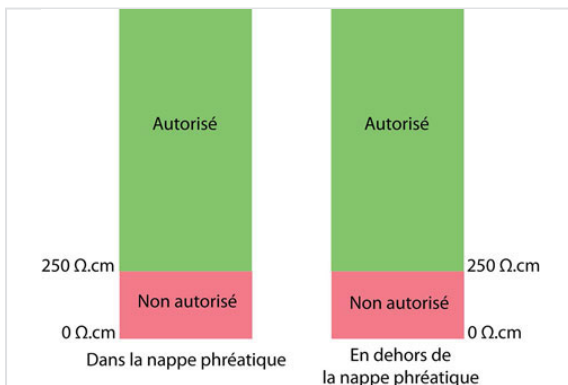 Autorisé
Autorisé
250 Ω.cm
250 Ω.cm
Non autorisé
Non autorisé
0 Ω.cm
0 Ω.cm
Dans la nappe phréatique
En dehors de
la nappe phréatique